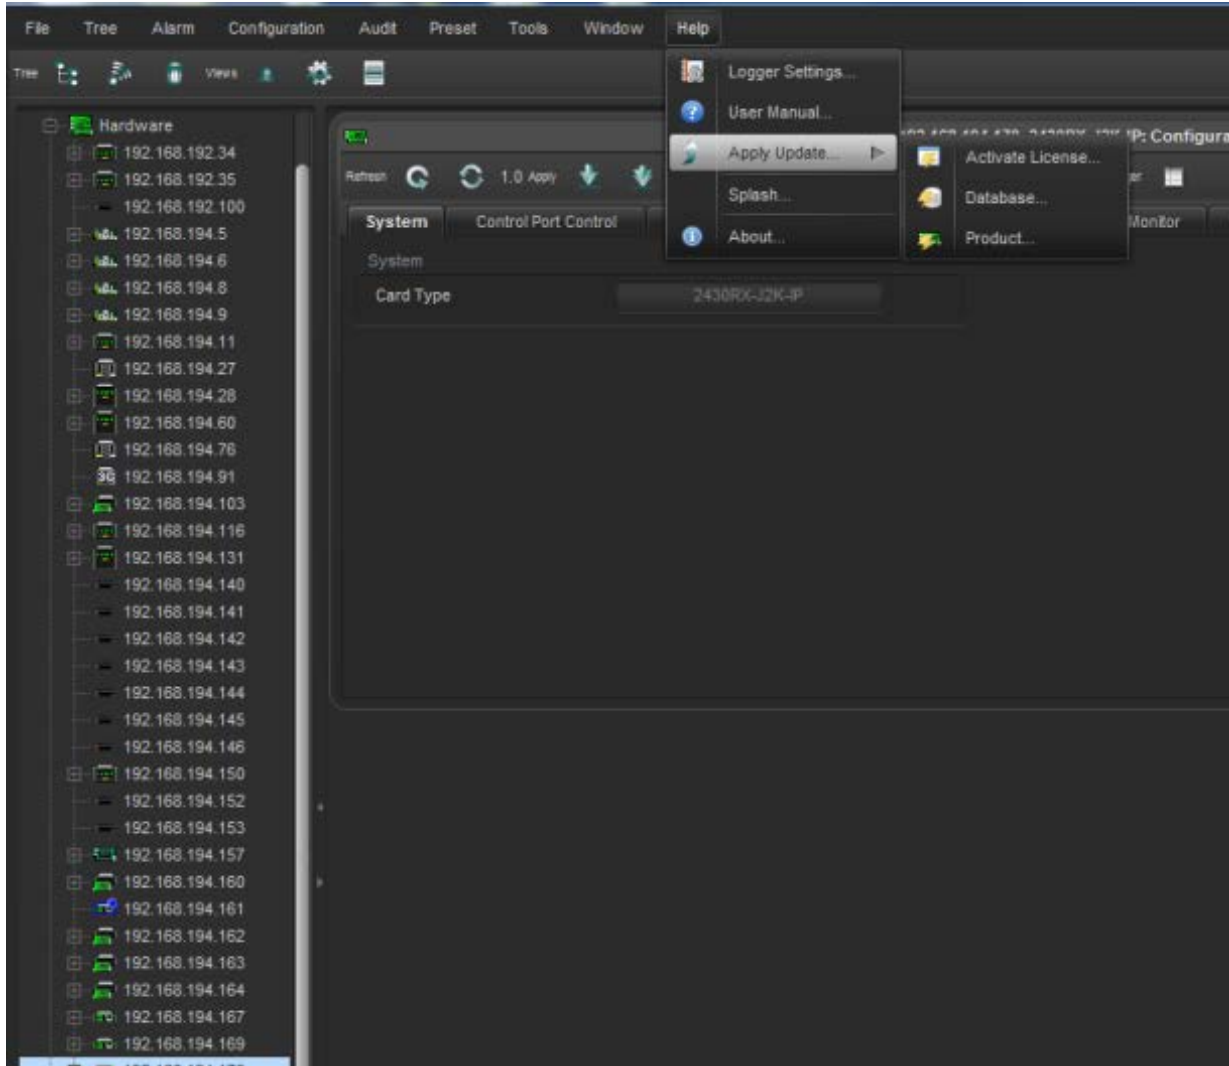 File Tree Alarm Configuration Audit Preset Tools Window Help
Tree Views
Logger Settings...
User Manual...
Apply Update...
Splash...
About...
Activate License...
Database...
Product...
IP: Configura
Refresh 1.0 Apply
System Control Port Control Monitor
System
Card Type 2430RX-J2K-IP
Hardware
192.168.192.34
192.168.192.35
192.168.192.100
192.168.194.5
192.168.194.6
192.168.194.8
192.168.194.9
192.168.194.11
192.168.194.27
192.168.194.28
192.168.194.60
192.168.194.76
3G 192.168.194.91
192.168.194.103
192.168.194.116
192.168.194.131
192.168.194.140
192.168.194.141
192.168.194.142
192.168.194.143
192.168.194.144
192.168.194.145
192.168.194.146
192.168.194.150
192.168.194.152
192.168.194.153
192.168.194.157
192.168.194.160
192.168.194.161
192.168.194.162
192.168.194.163
192.168.194.164
192.168.194.167
192.168.194.169